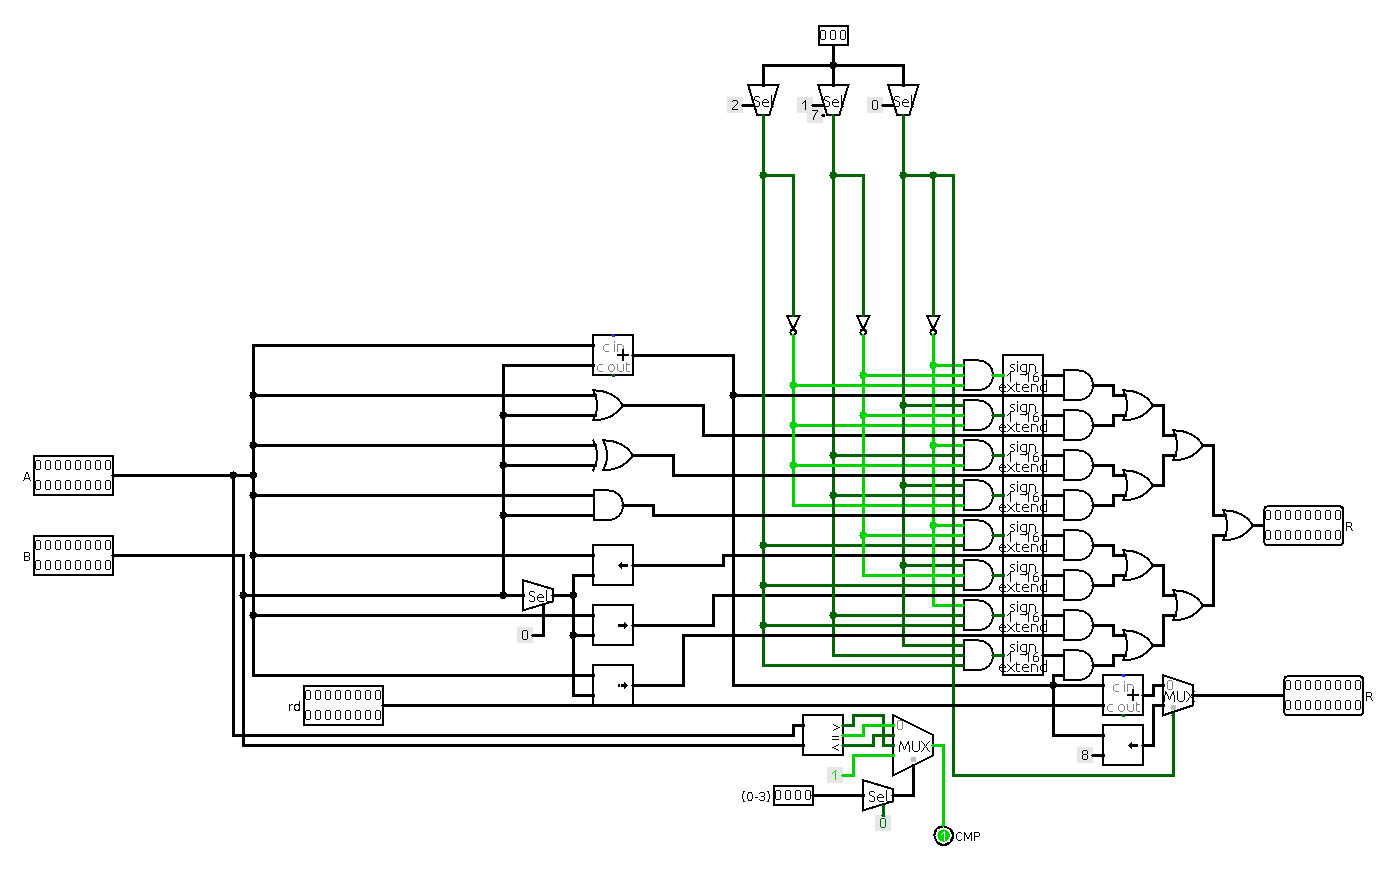 000
2 Sel
1 Sel
7
0 Sel
c in
+
c out
sign
1 16
extend
sign
1 16
extend
sign
1 16
extend
sign
1 16
extend
sign
1 16
extend
sign
1 16
extend
sign
1 16
extend
sign
1 16
extend
A
00000000
00000000
B
00000000
00000000
00000000
00000000
R
Sel
0
rd
00000000
00000000
c in
+
c out
0
MUX
00000000
00000000
R
8
0
MUX
1
(0-3) 0000
Sel
0
1 CMP